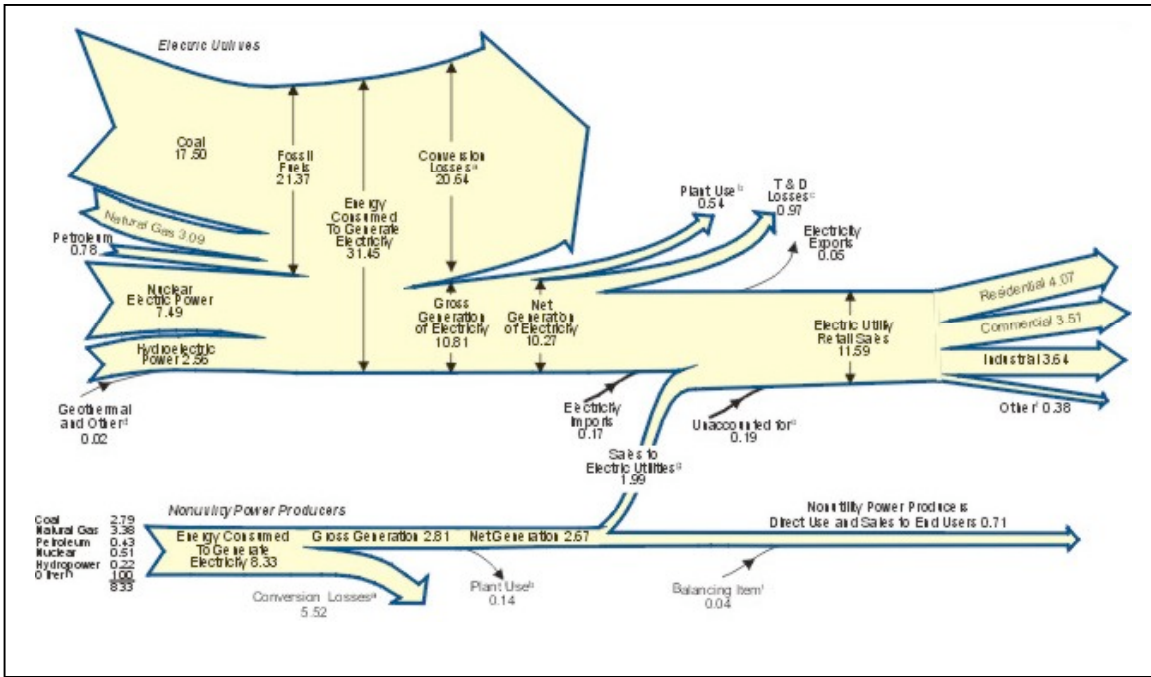 Electric Utilities
Coal
17.50
Fossil
Fuels
21.37
Energy
Consumed
To Generate
Electricity
31.45
Conversion
Losses a
20.64
Natural Gas 3.09
Petroleum
0.78
Nuclear
Electric Power
7.49
Hydroelectric
Power 2.56
Geothermal
and Other d
0.02
Gross
Generation
of Electricity
10.81
Net
Generation
of Electricity
10.27
Plant Use b
0.54
T & D
Losses c
0.97
Electricity
Exports
0.05
Electric Utility
Retail Sales
11.59
Residential 4.07
Commercial 3.51
Industrial 3.64
Other f 0.38
Electricity
Imports
0.17
Unaccounted for e
0.19
Sales to
Electric Utilities g
1.99
Nonutility Power Producers
Coal 2.79
Natural Gas 3.38
Petroleum 0.43
Nuclear 0.51
Hydropower 0.22
Other h 1.00
8.33
Energy Consumed
To Generate
Electricity 8.33
Gross Generation 2.81
Net Generation 2.67
Nonutility Power Producers
Direct Use and Sales to End Users 0.71
Conversion Losses a
5.52
Plant Use b
0.14
Balancing Item i
0.04